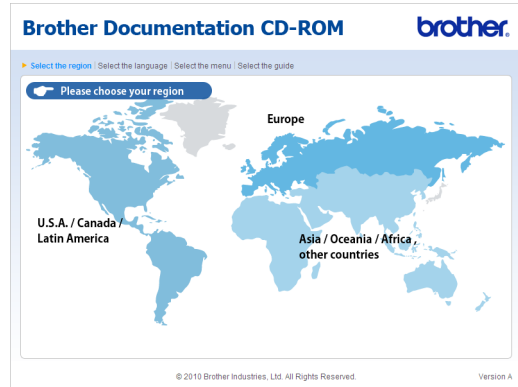 Brother Documentation CD-ROM
brother.
Select the region | Select the language | Select the menu | Select the guide
Please choose your region
Europe
U.S.A. / Canada /
Latin America
Asia / Oceania / Africa ,
other countries
© 2010 Brother Industries, Ltd. All Rights Reserved.
Version A